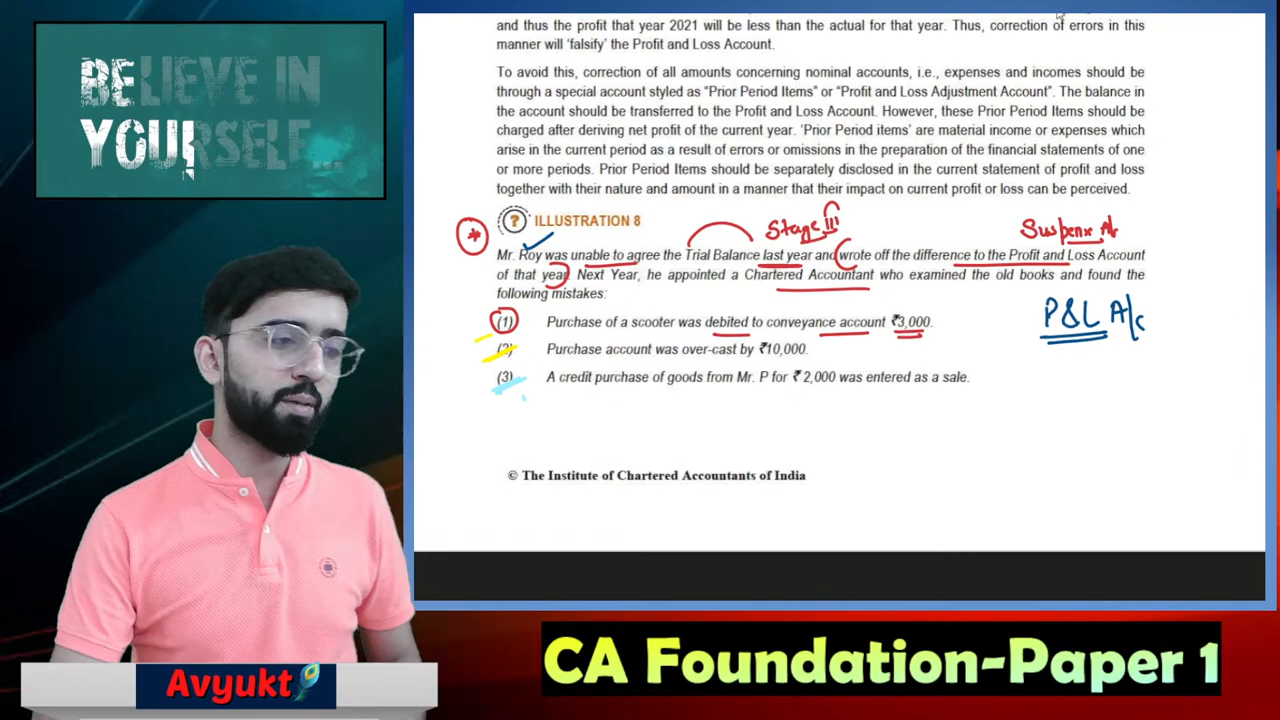 BELIEVE IN
YOURSELF...
and thus the profit that year 2021 will be less than the actual for that year. Thus, correction of errors in this
manner will 'falsify' the Profit and Loss Account.
To avoid this, correction of all amounts concerning nominal accounts, i.e., expenses and incomes should be
through a special account styled as “Prior Period Items” or “Profit and Loss Adjustment Account”. The balance in
the account should be transferred to the Profit and Loss Account. However, these Prior Period Items should be
charged after deriving net profit of the current year. 'Prior Period items' are material income or expenses which
arise in the current period as a result of errors or omissions in the preparation of the financial statements of one
or more periods. Prior Period Items should be separately disclosed in the current statement of profit and loss
together with their nature and amount in a manner that their impact on current profit or loss can be perceived.
? ILLUSTRATION 8
Stage III
Suspense A/c
Mr. Roy was unable to agree the Trial Balance last year and wrote off the difference to the Profit and Loss Account
of that year. Next Year, he appointed a Chartered Accountant who examined the old books and found the
following mistakes:
P&L A/c
(1) Purchase of a scooter was debited to conveyance account ₹3,000.
(2) Purchase account was over-cast by ₹10,000.
(3) A credit purchase of goods from Mr. P for ₹ 2,000 was entered as a sale.
© The Institute of Chartered Accountants of India
Avyukt
CA Foundation-Paper 1